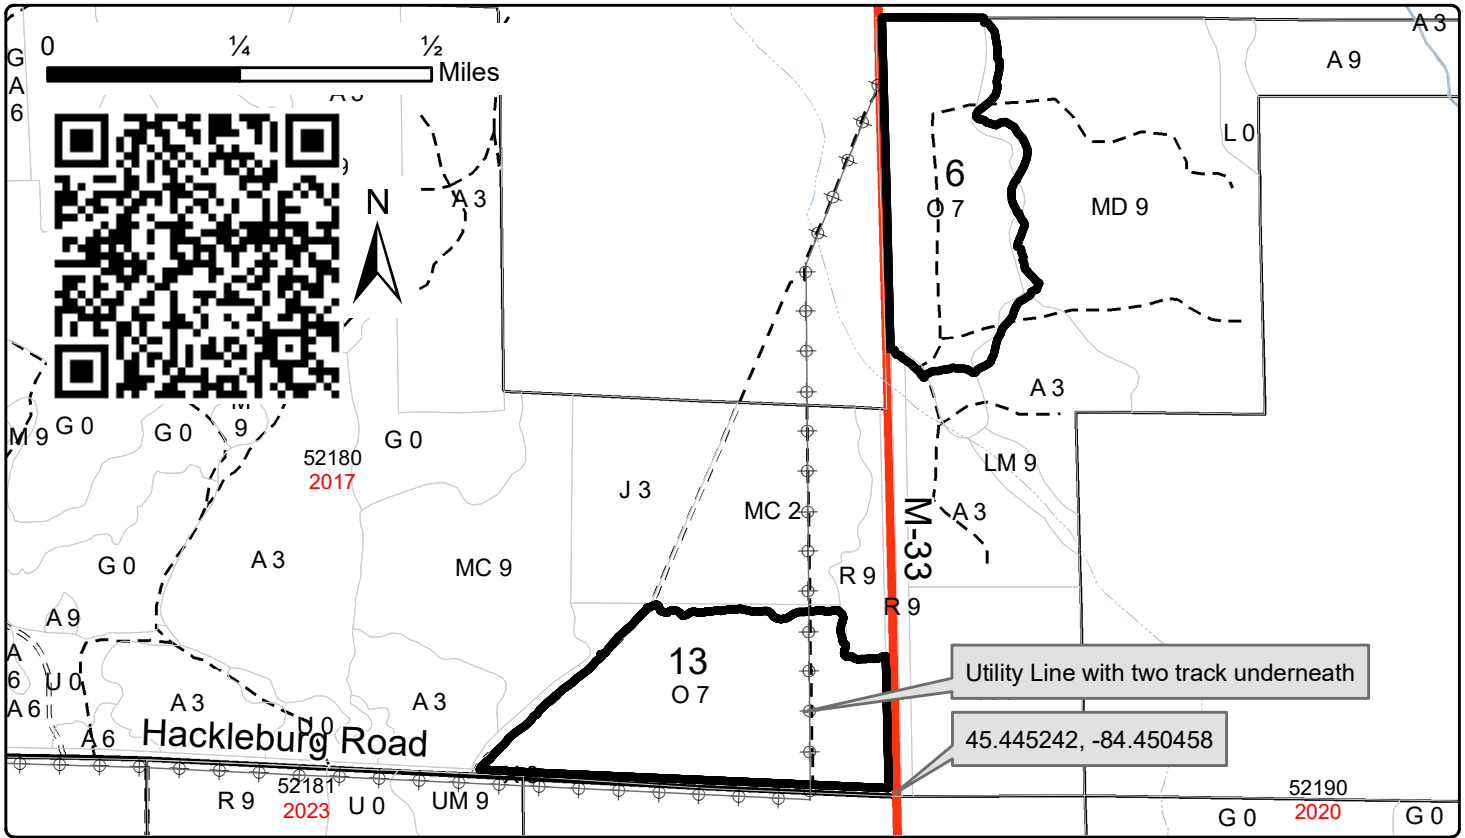 0 ¼ ½
Miles
A 3
A 9
G
A
6
L 0
6
O 7
MD 9
A 3
N
A 3
M 9
G 0
G 0
9
G 0
52180
2017
J 3
MC 2
LM 9
A 3
M-33
G 0
A 3
MC 9
R 9
R 9
A 9
A
6
U 0
A 6
A 3
A 3
13
O 7
Utility Line with two track underneath
U 0
A 6
Hackleburg Road
45.445242, -84.450458
52181
2023
R 9
U 0
UM 9
52190
2020
G 0
G 0